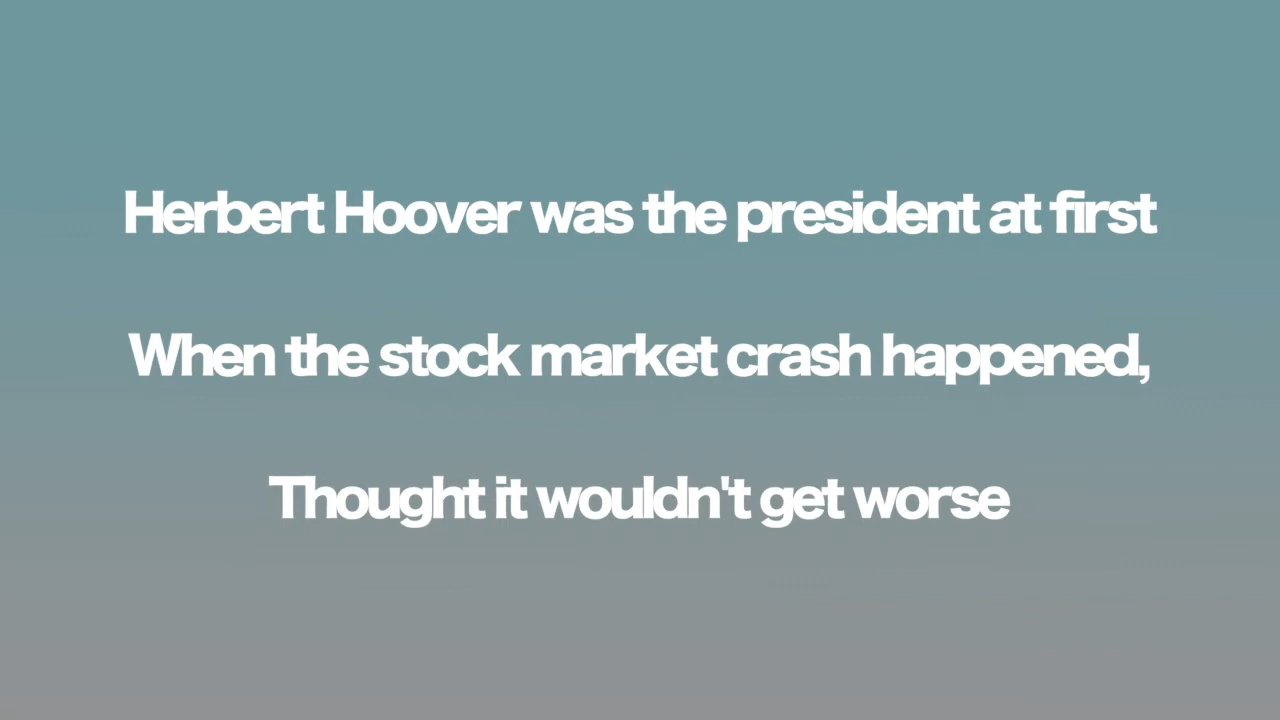 Herbert Hoover was the president at first
When the stock market crash happened,
Thought it wouldn't get worse